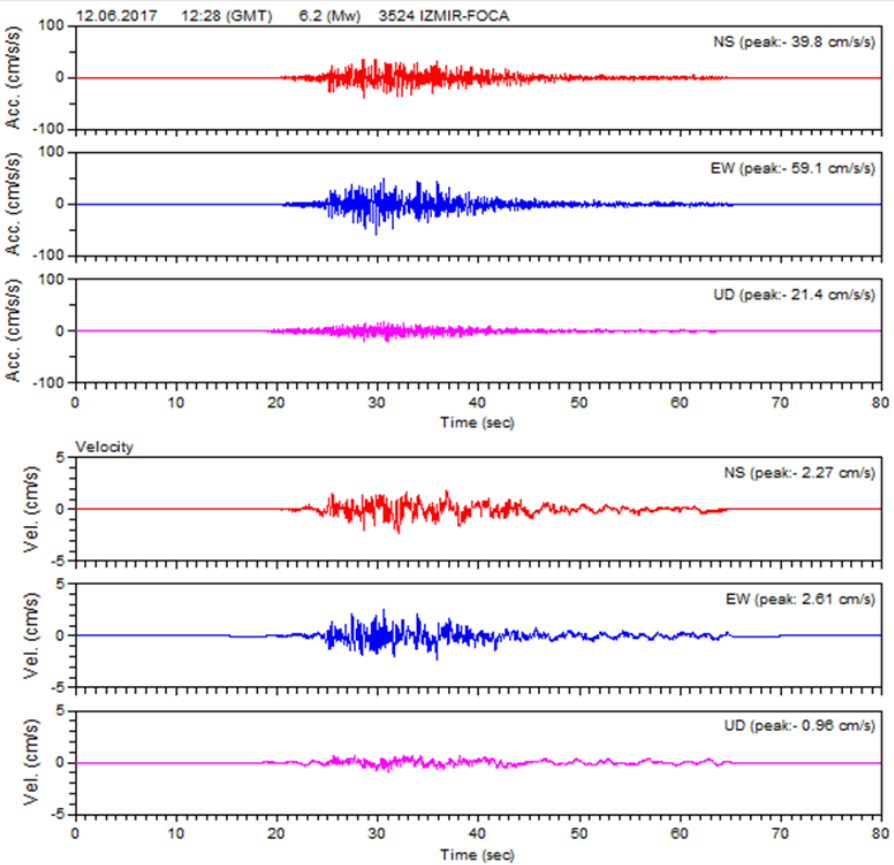 12.06.2017 12:28 (GMT) 6.2 (Mw) 3524 IZMIR-FOCA
100
NS (peak:- 39.8 cm/s/s)
Acc. (cm/s/s)
0
-100
100
EW (peak:- 59.1 cm/s/s)
Acc. (cm/s/s)
0
-100
100
UD (peak:- 21.4 cm/s/s)
Acc. (cm/s/s)
0
-100
0 10 20 30 40 50 60 70 80
Time (sec)
Velocity
5
NS (peak:- 2.27 cm/s)
Vel. (cm/s)
0
-5
5
EW (peak: 2.61 cm/s)
Vel. (cm/s)
0
-5
5
UD (peak:- 0.96 cm/s)
Vel. (cm/s)
0
-5
0 10 20 30 40 50 60 70 80
Time (sec)